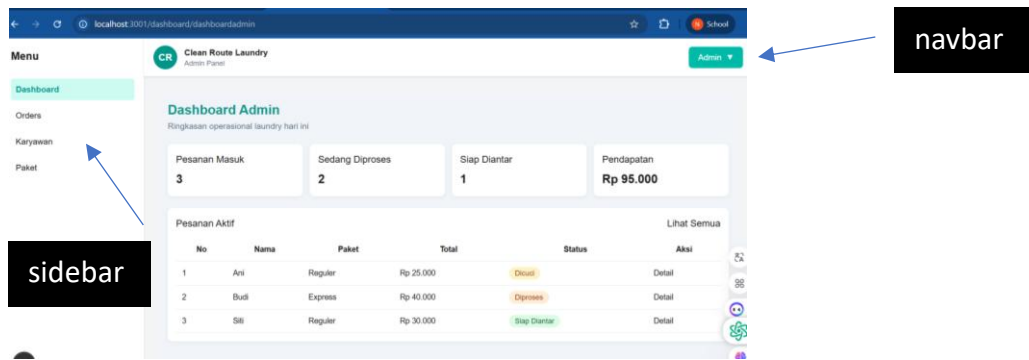 localhost:3001/dashboard/dashboardadmin
School
navbar
Menu
CR
Clean Route Laundry
Admin Panel
Admin ▼
Dashboard
Orders
Karyawan
Paket
sidebar
Dashboard Admin
Ringkasan operasional laundry hari ini
Pesanan Masuk
3
Sedang Diproses
2
Siap Diantar
1
Pendapatan
Rp 95.000
Pesanan Aktif
Lihat Semua
No Nama Paket Total Status Aksi
1 Ani Reguler Rp 25.000 Dicuci Detail
2 Budi Express Rp 40.000 Diproses Detail
3 Siti Reguler Rp 30.000 Siap Diantar Detail